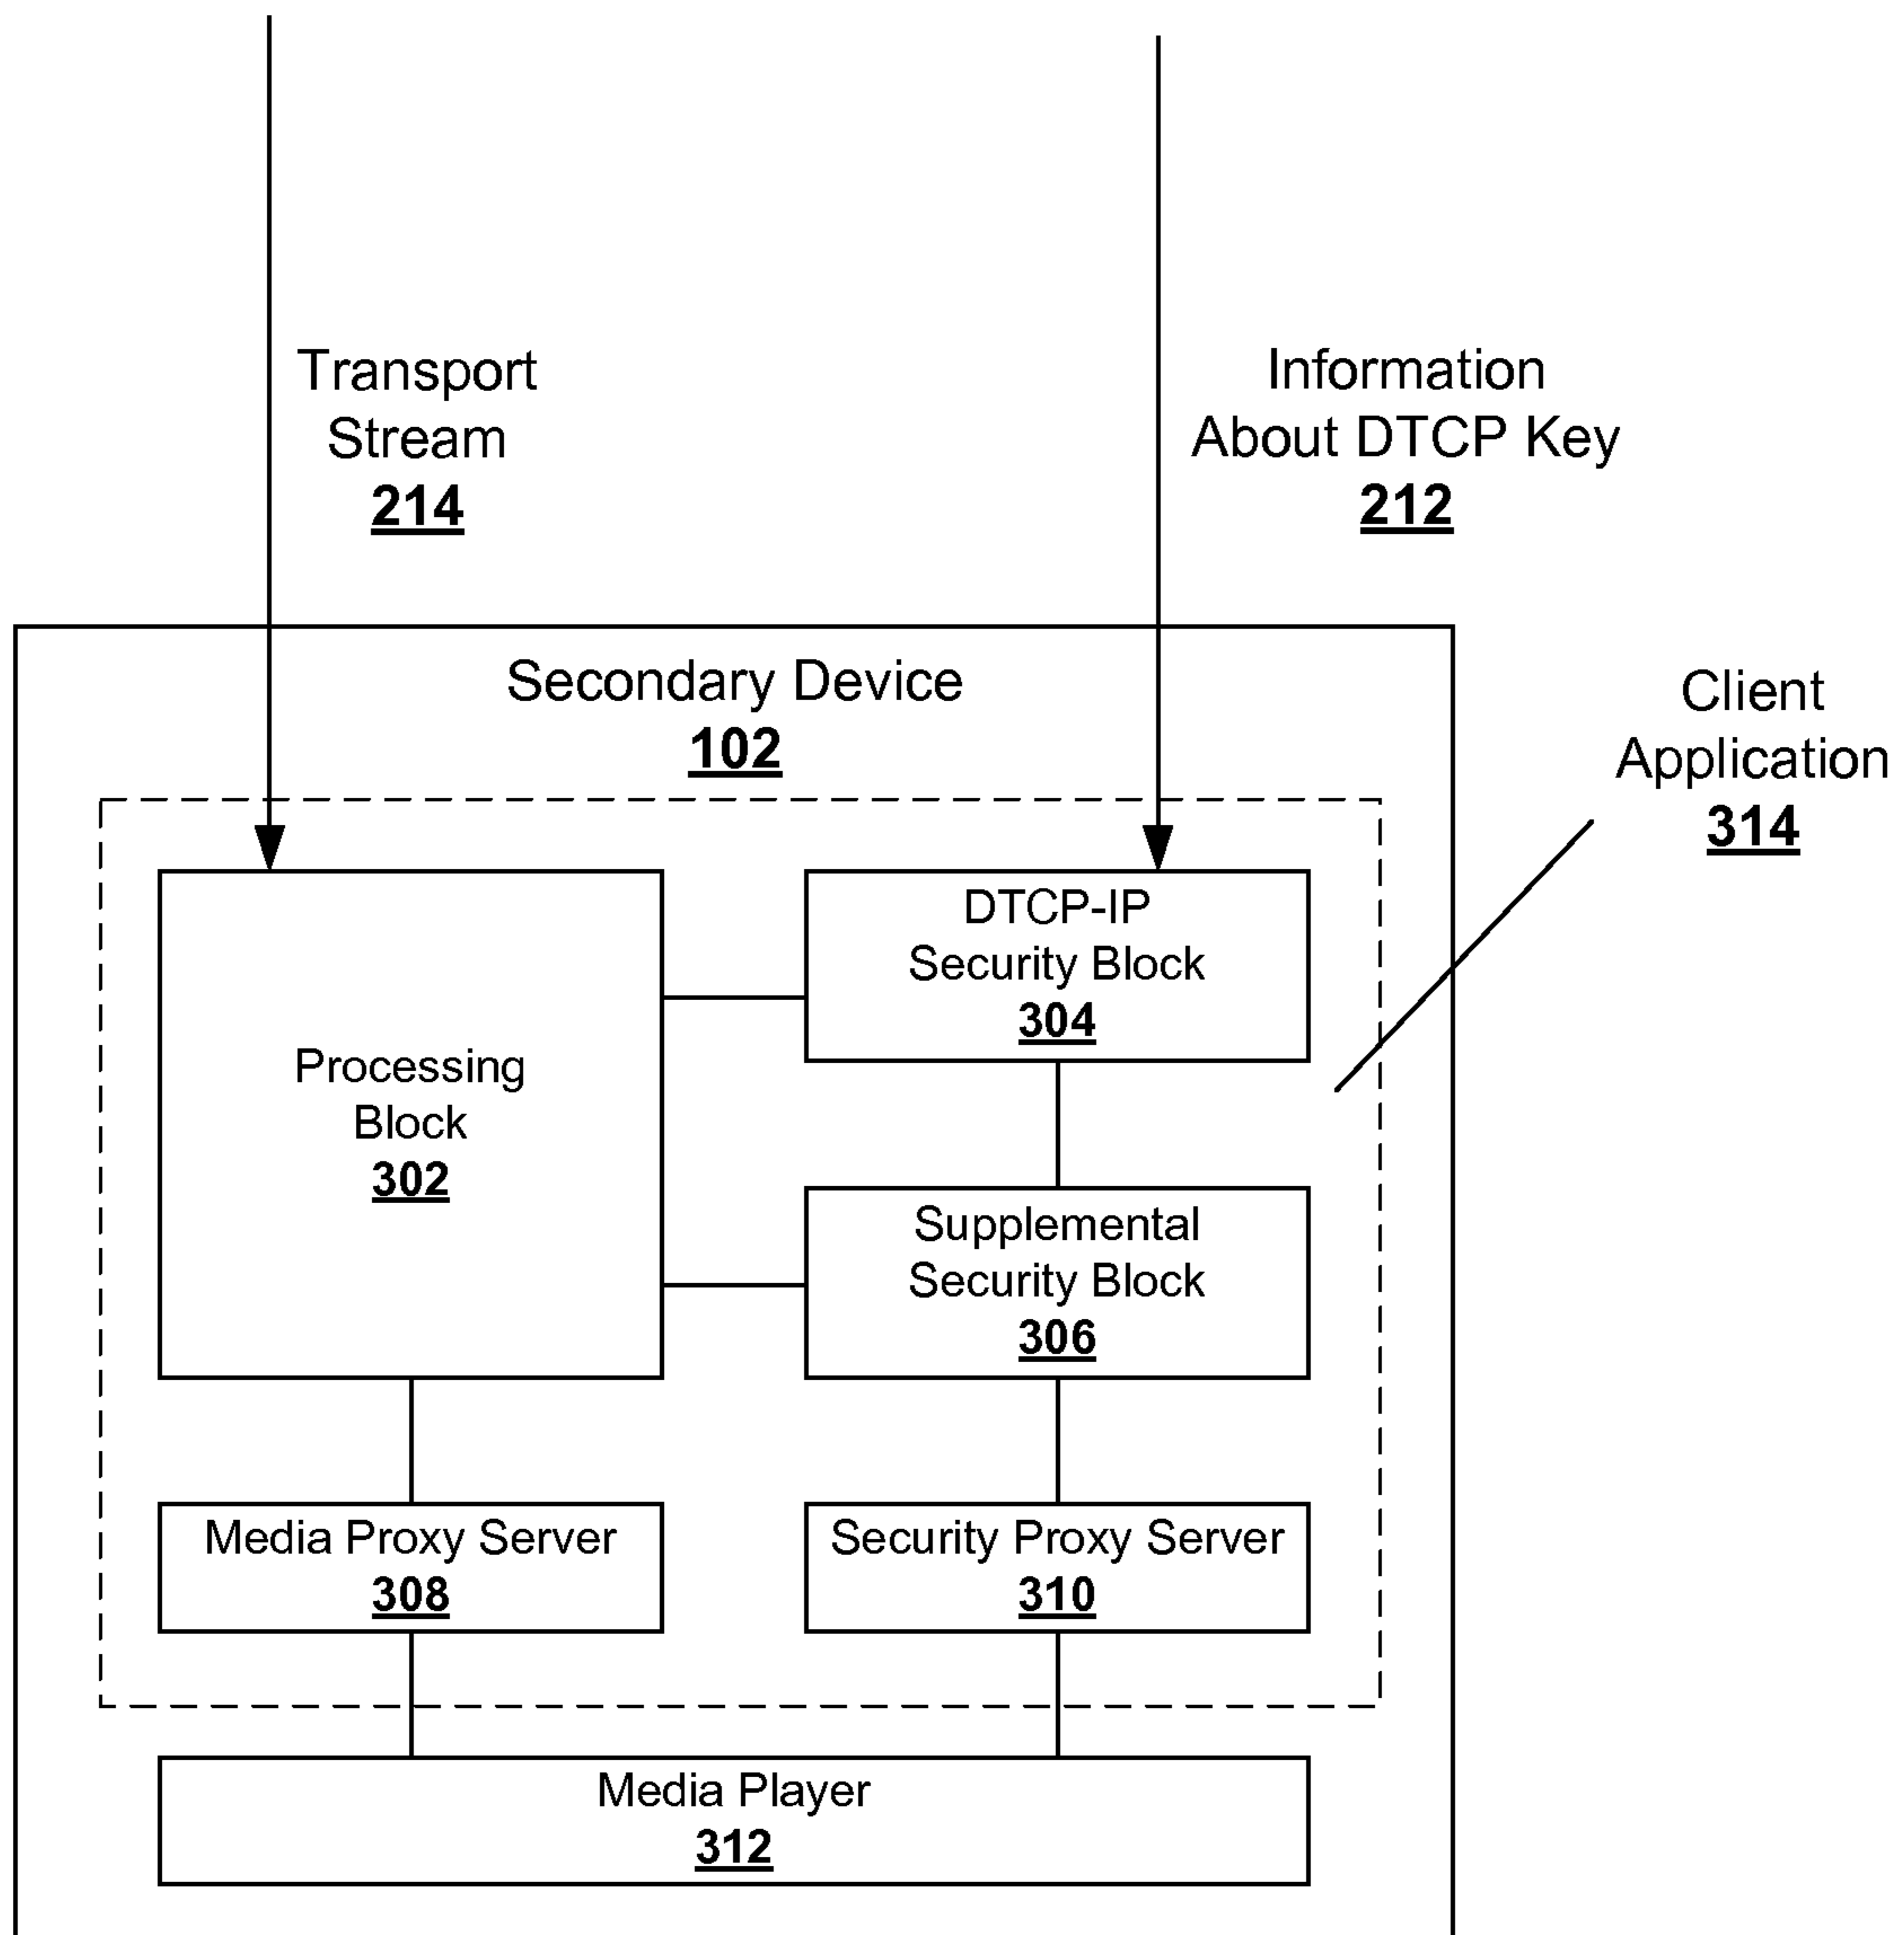 Transport
Stream
214
Information
About DTCP Key
212
Secondary Device
102
Client
Application
314
Processing
Block
302
DTCP-IP
Security Block
304
Supplemental
Security Block
306
Media Proxy Server
308
Security Proxy Server
310
Media Player
312